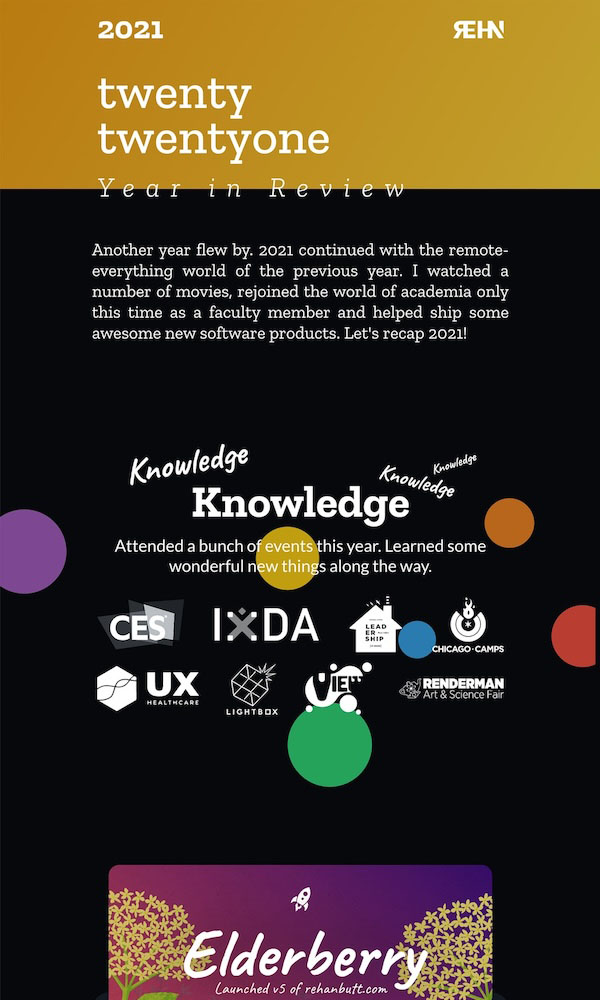 2021
REHN
twenty
twentyone
Year in Review
Another year flew by. 2021 continued with the remote-
everything world of the previous year. I watched a
number of movies, rejoined the world of academia only
this time as a faculty member and helped ship some
awesome new software products. Let's recap 2021!
Knowledge
Knowledge
Knowledge
Knowledge
Attended a bunch of events this year. Learned some
wonderful new things along the way.
CES
IXDA
LEAD
ER
SHIP
CHICAGO·CAMPS
UX
HEALTHCARE
LIGHTBOX
VIEW
RENDERMAN
Art & Science Fair
Elderberry
Launched v5 of rehanbutt.com